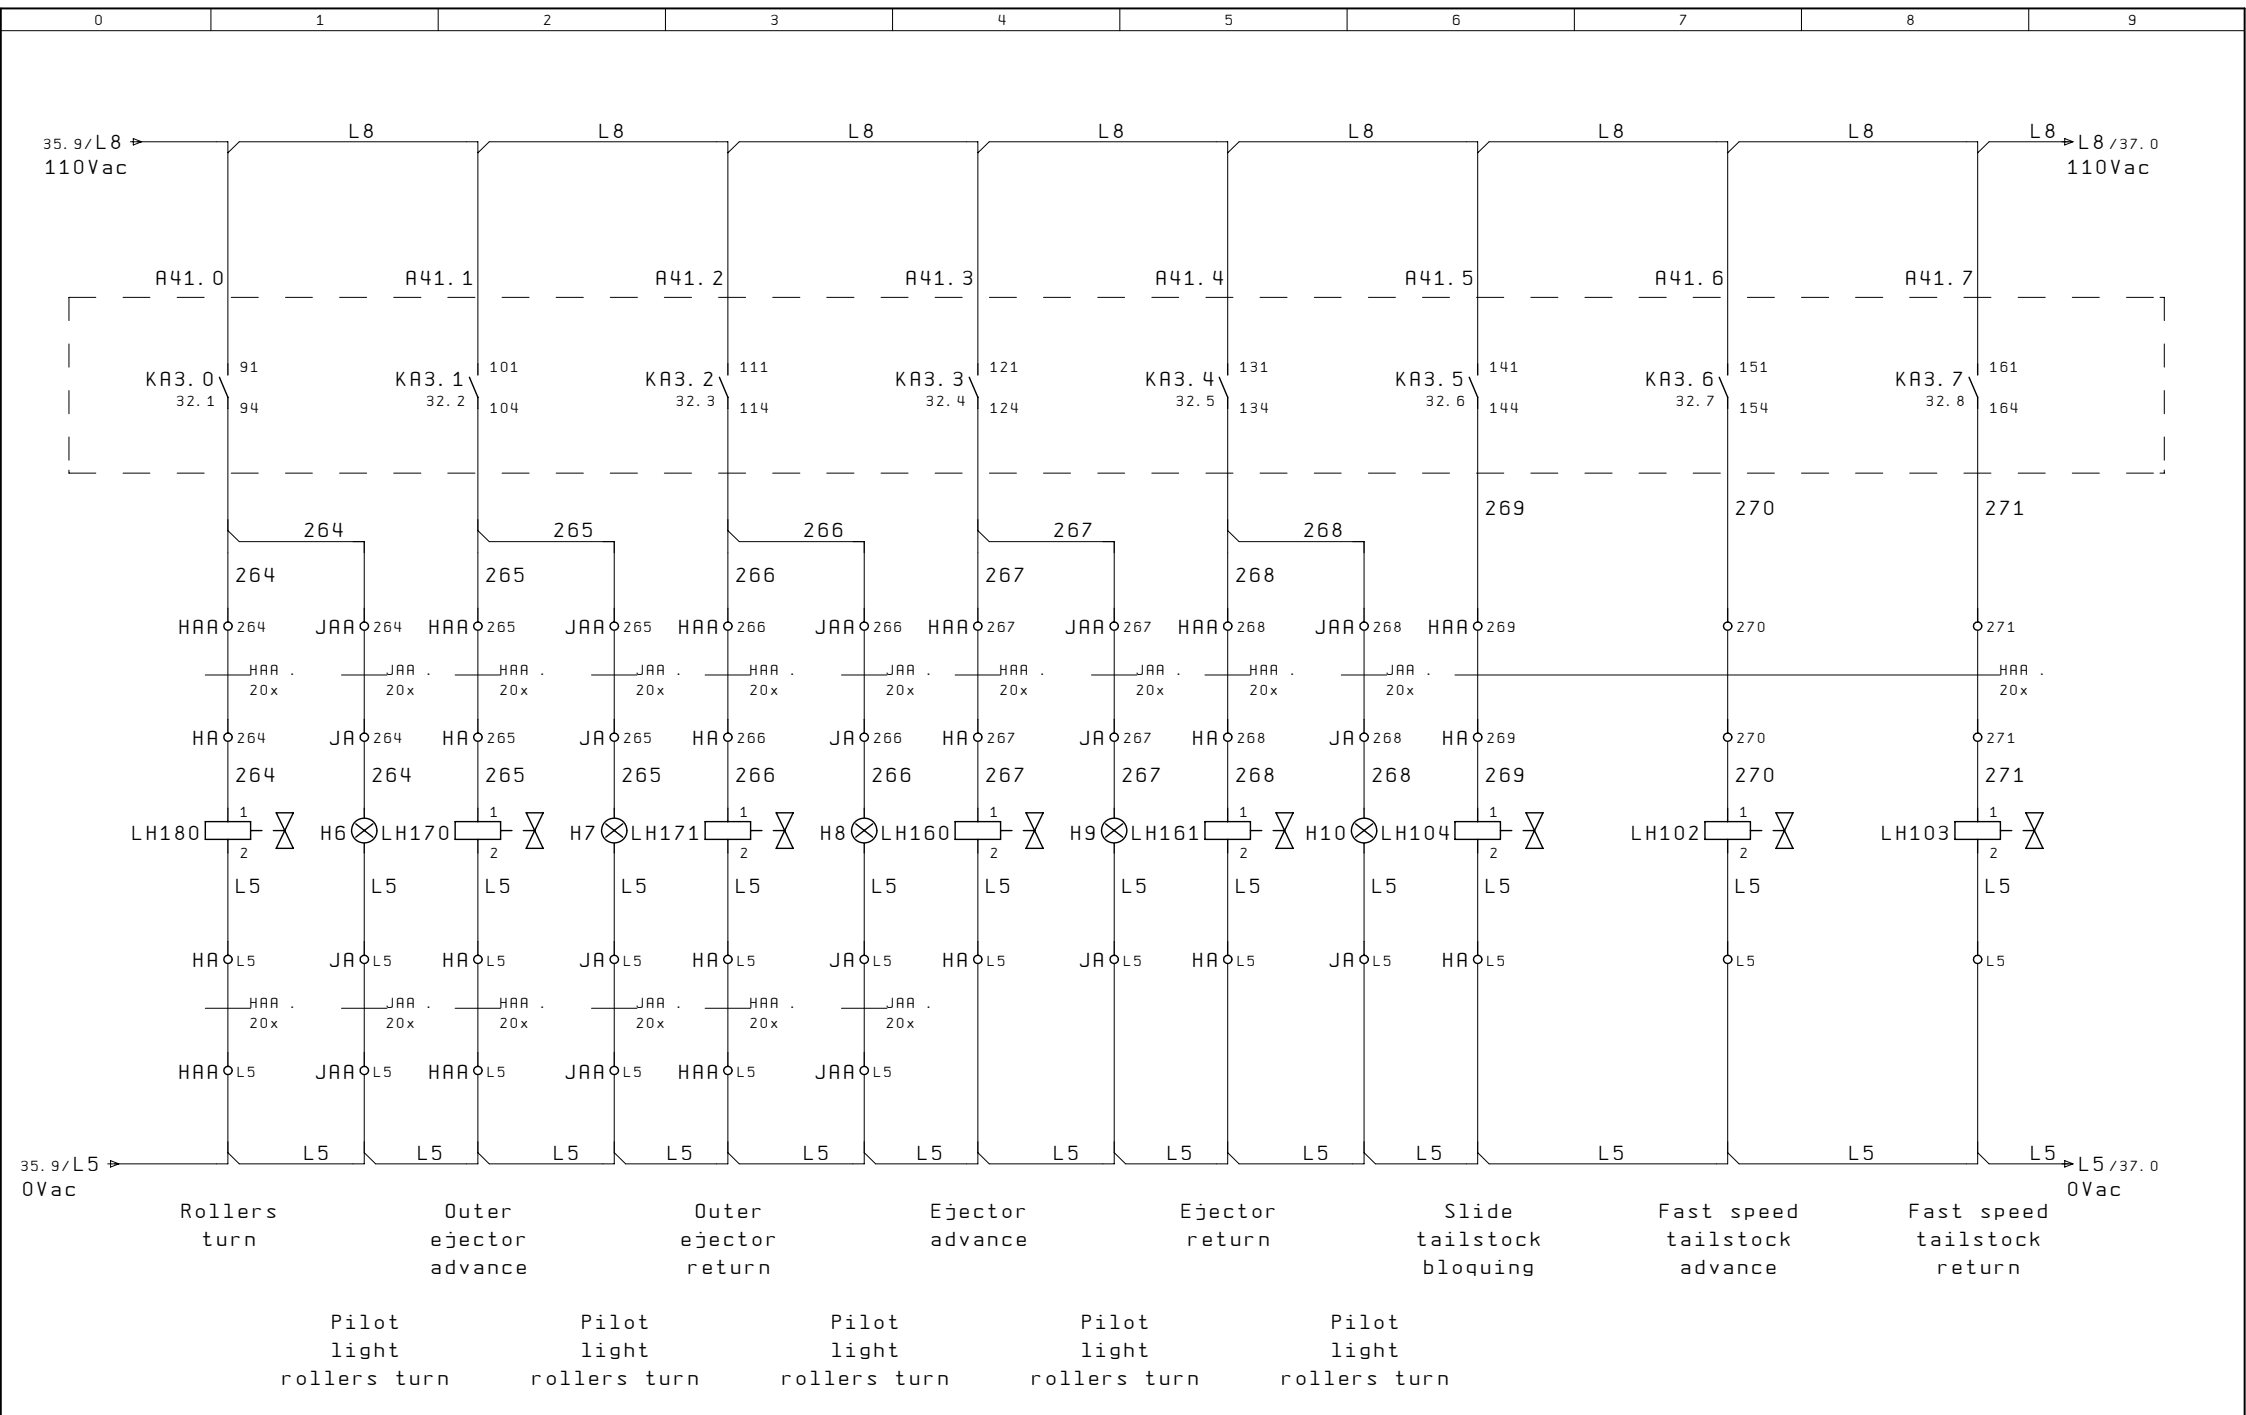 0 1 2 3 4 5 6 7 8 9
L8 L8 L8 L8 L8 L8 L8 L8
35.9/L8 L8/37.0
110Vac 110Vac
A41.0 A41.1 A41.2 A41.3 A41.4 A41.5 A41.6 A41.7
91 101 111 121 131 141 151 161
KA3.0 KA3.1 KA3.2 KA3.3 KA3.4 KA3.5 KA3.6 KA3.7
32.1 32.2 32.3 32.4 32.5 32.6 32.7 32.8
94 104 114 124 134 144 154 164
269 270 271
264 265 266 267 268
264 265 266 267 268
HAA 264 JAA 264 HAA 265 JAA 265 HAA 266 JAA 266 HAA 267 JAA 267 HAA 268 JAA 268 HAA 269 270 271
HAA . JAA . HAA . JAA . HAA . JAA . HAA . JAA . HAA . JAA . HAA .
20x 20x 20x 20x 20x 20x 20x 20x 20x 20x 20x
HA 264 JA 264 HA 265 JA 265 HA 266 JA 266 HA 267 JA 267 HA 268 JA 268 HA 269 270 271
264 264 265 265 266 266 267 267 268 268 269 270 271
1 1 1 1 1 1 1 1
LH180 H6 LH170 H7 LH171 H8 LH160 H9 LH161 H10 LH104 LH102 LH103
2 2 2 2 2 2 2 2
L5 L5 L5 L5 L5 L5 L5 L5 L5 L5 L5 L5 L5
HA L5 JA L5 HA L5 JA L5 HA L5 JA L5 HA L5 JA L5 HA L5 JA L5 HA L5 L5 L5
HAA . JAA . HAA . JAA . HAA . JAA .
20x 20x 20x 20x 20x 20x
HAA L5 JAA L5 HAA L5 JAA L5 HAA L5 JAA L5
L5 L5 L5 L5 L5 L5 L5 L5 L5 L5 L5 L5 L5
35.9/L5 L5/37.0
0Vac 0Vac
Rollers Outer Outer Ejector Ejector Slide Fast speed Fast speed
turn ejector ejector advance return tailstock tailstock tailstock
advance return bloquing advance return
Pilot Pilot Pilot Pilot Pilot
light light light light light
rollers turn rollers turn rollers turn rollers turn rollers turn